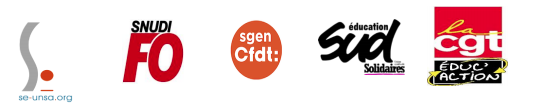 se-unsa.org
SNUDI
FO
sgen
Cfdt:
éducation
Sud
Solidaires
la
cgt
ÉDUC'
ACTION